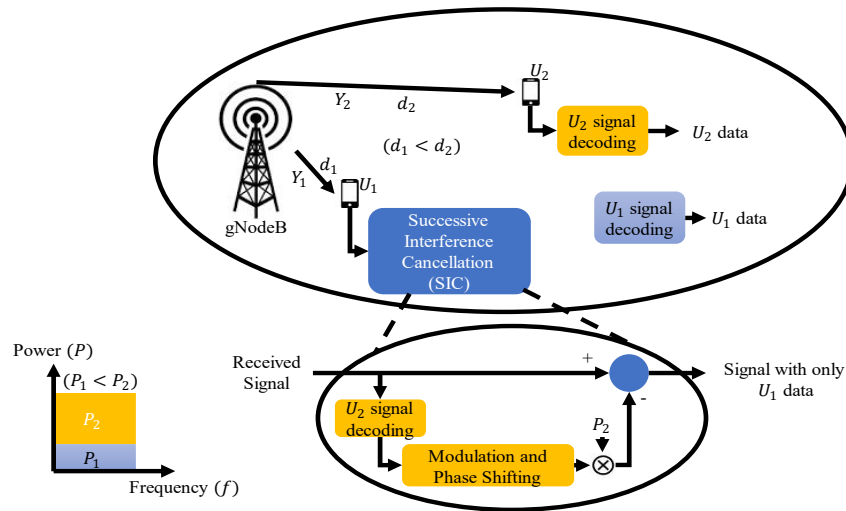 U₂
Y₂
d₂
U₂ signal
decoding
U₂ data
(d₁ < d₂)
d₁
Y₁
U₁
gNodeB
Successive
Interference
Cancellation
(SIC)
U₁ signal
decoding
U₁ data
Power (P)
(P₁ < P₂)
P₂
P₁
Frequency (f)
Received
Signal
+
-
Signal with only
U₁ data
U₂ signal
decoding
P₂
Modulation and
Phase Shifting